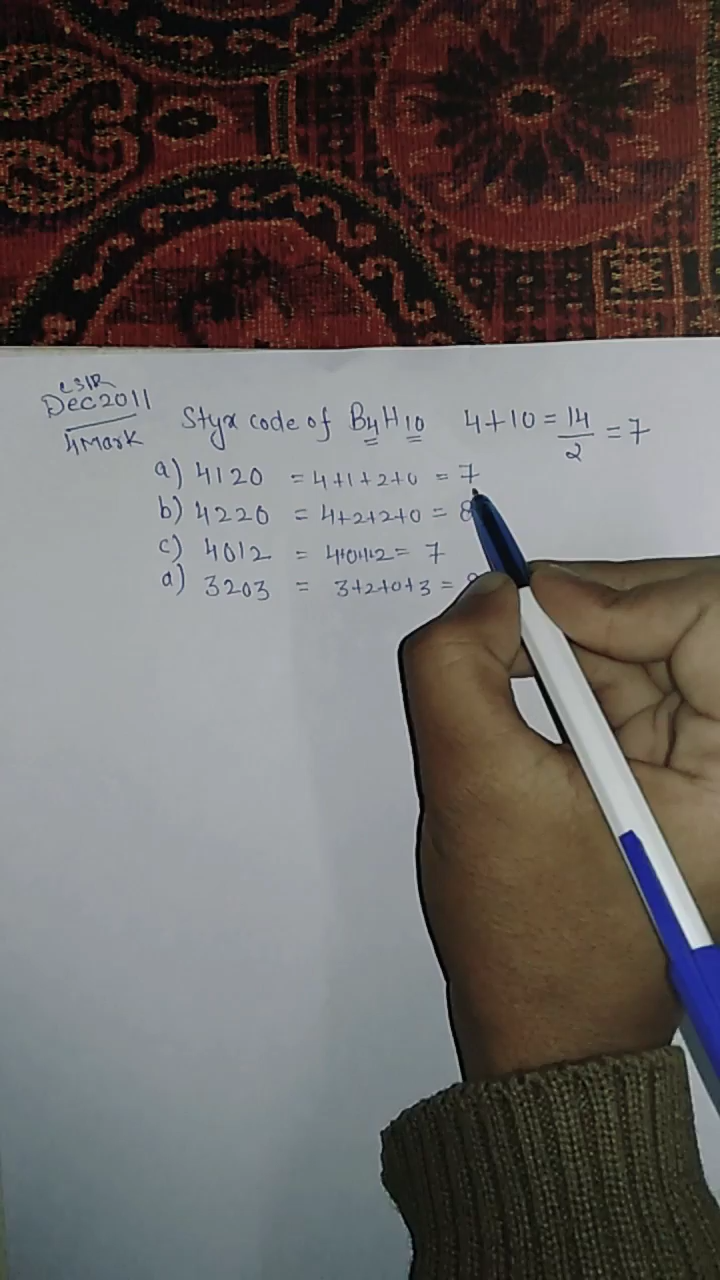 CSIR
Dec2011
4Mark
Styx code of B4H10 4+10 = 14/2 = 7
a) 4120 = 4+1+2+0 = 7
b) 4220 = 4+2+2+0 = 8
c) 4012 = 4+0+1+2 = 7
d) 3203 = 3+2+0+3 =